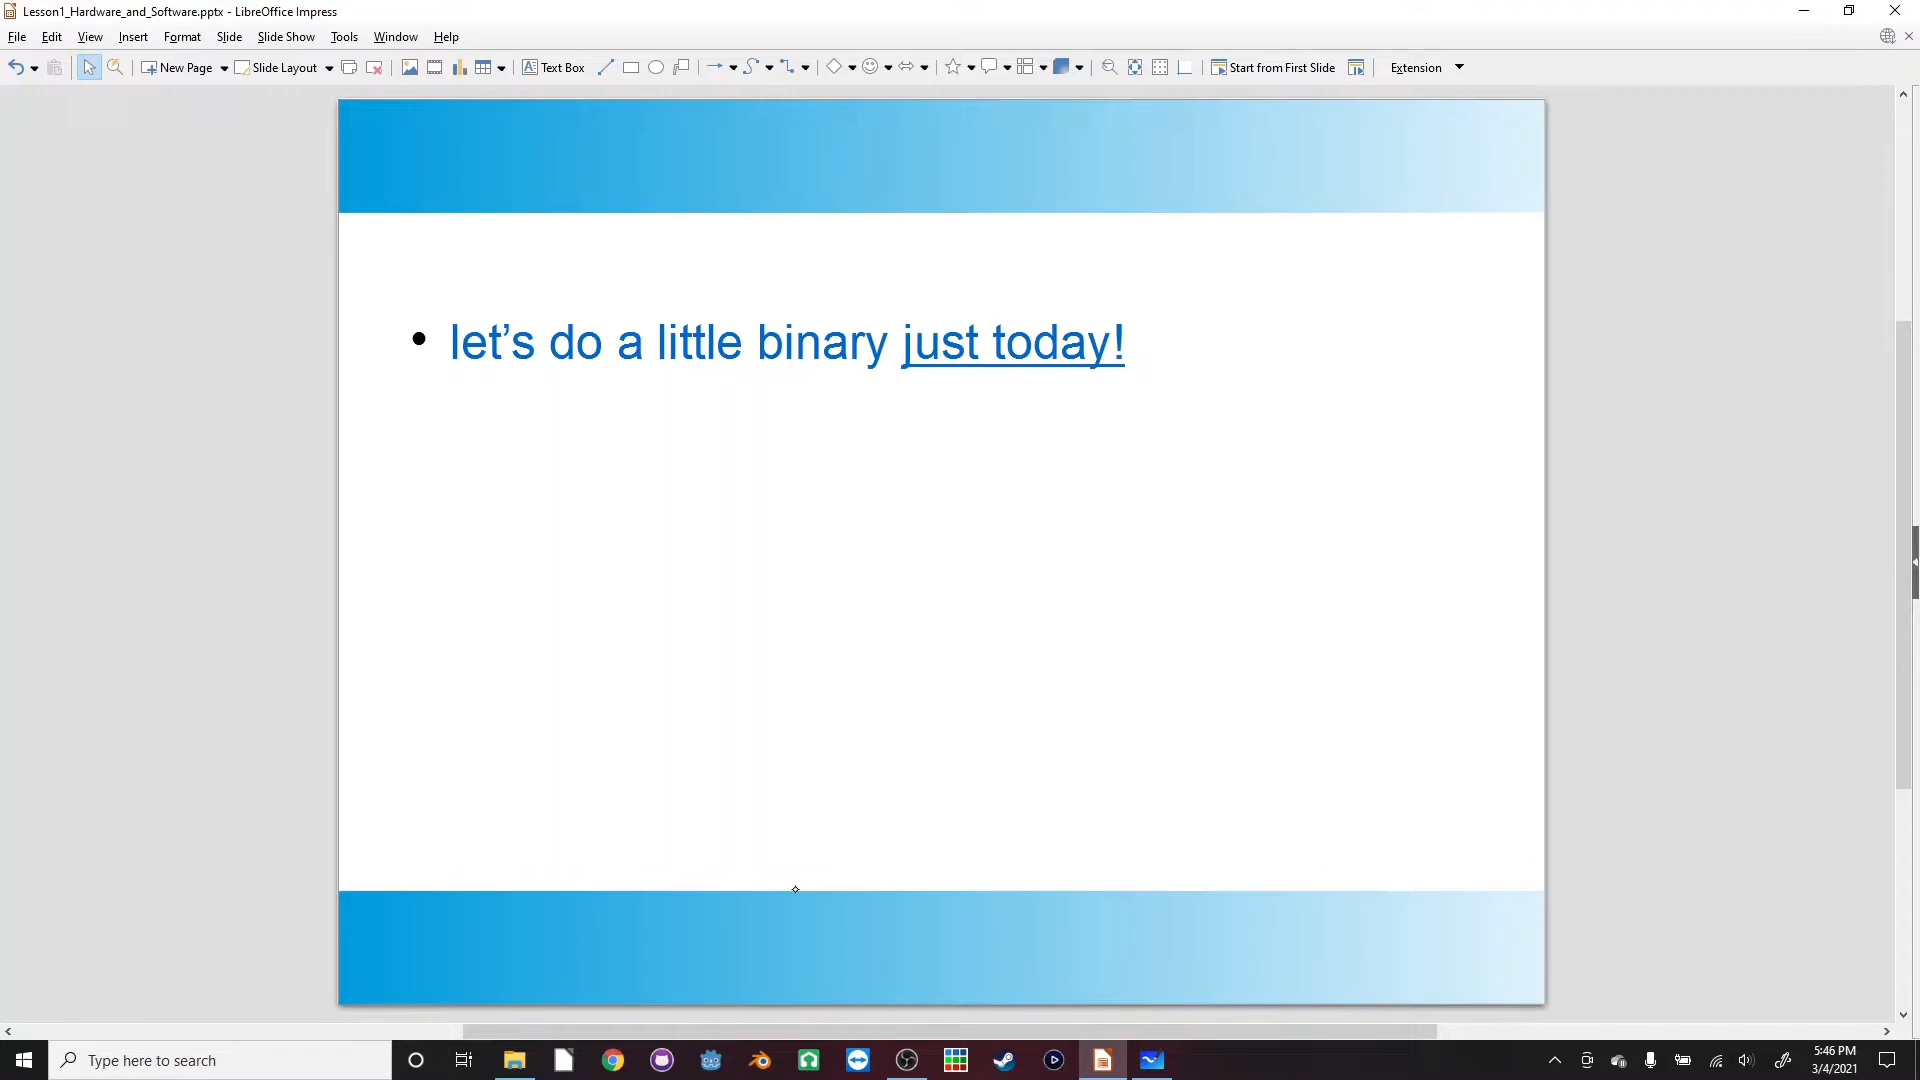 Lesson1_Hardware_and_Software.pptx - LibreOffice Impress
File Edit View Insert Format Slide Slide Show Tools Window Help
New Page Slide Layout Text Box Start from First Slide Extension
• let’s do a little binary just today!
Type here to search
5:46 PM
3/4/2021